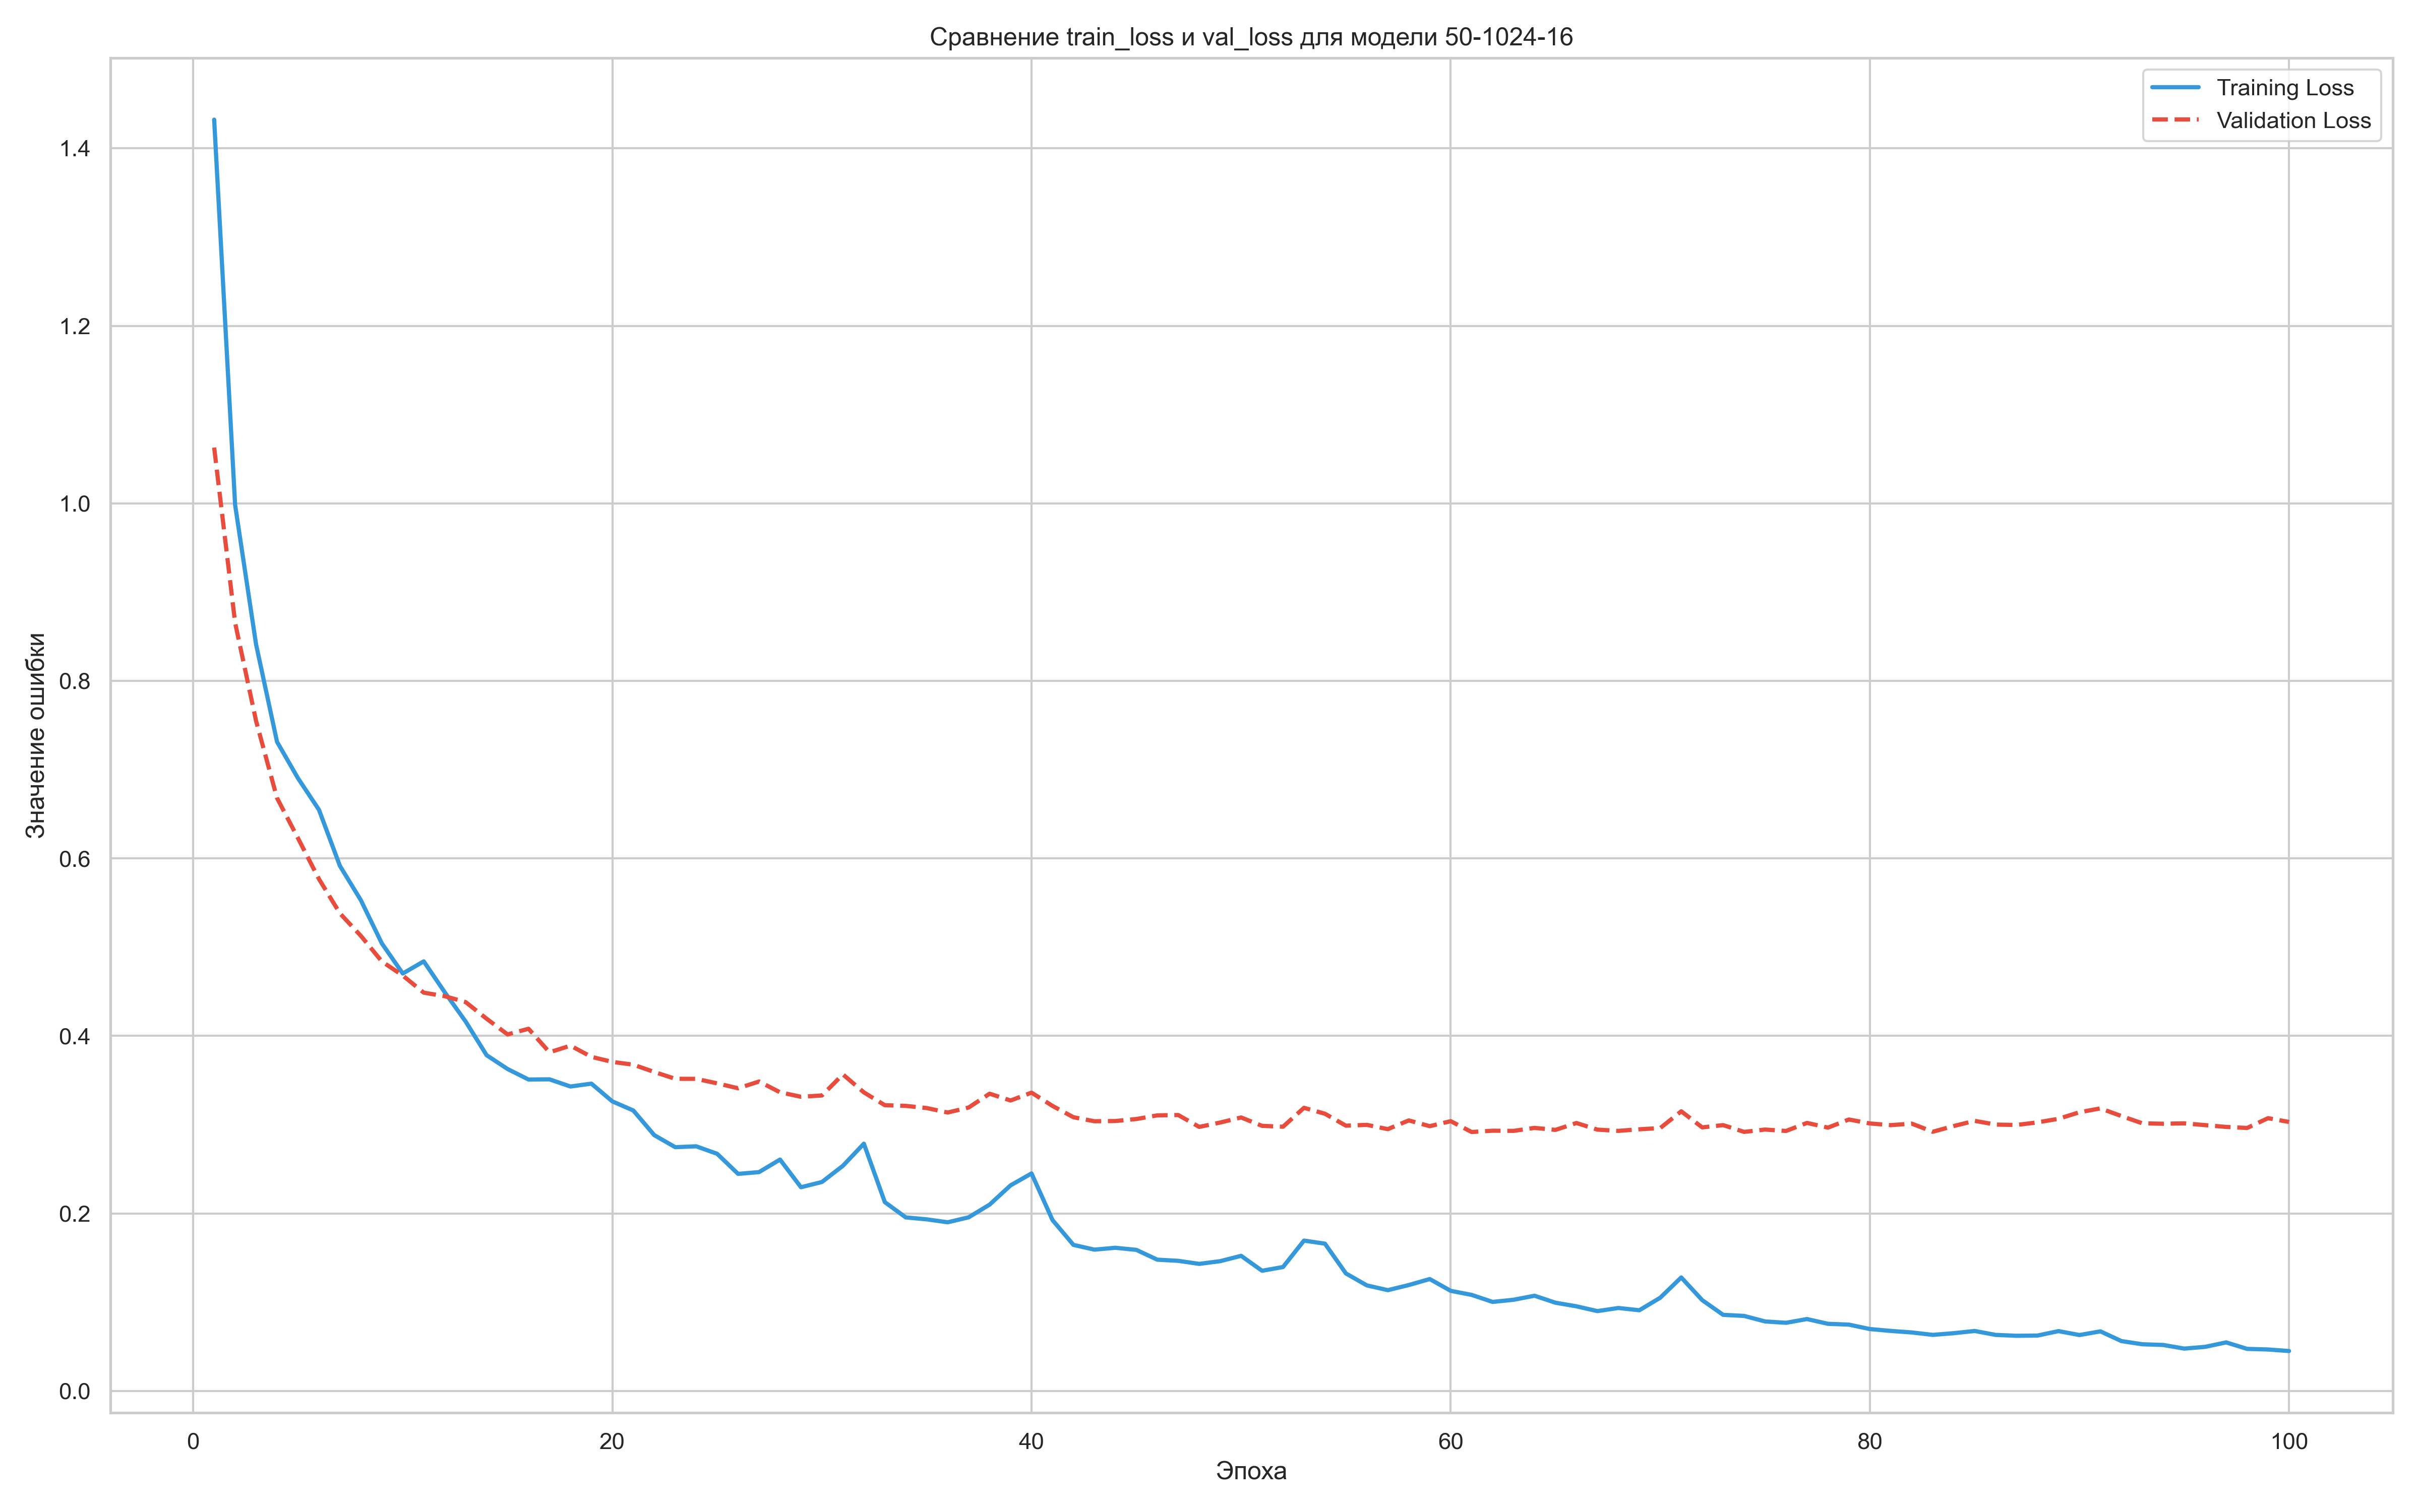 Сравнение train_loss и val_loss для модели 50-1024-16
Training Loss
Validation Loss
Значение ошибки
1.4
1.2
1.0
0.8
0.6
0.4
0.2
0.0
0 20 40 60 80 100
Эпоха